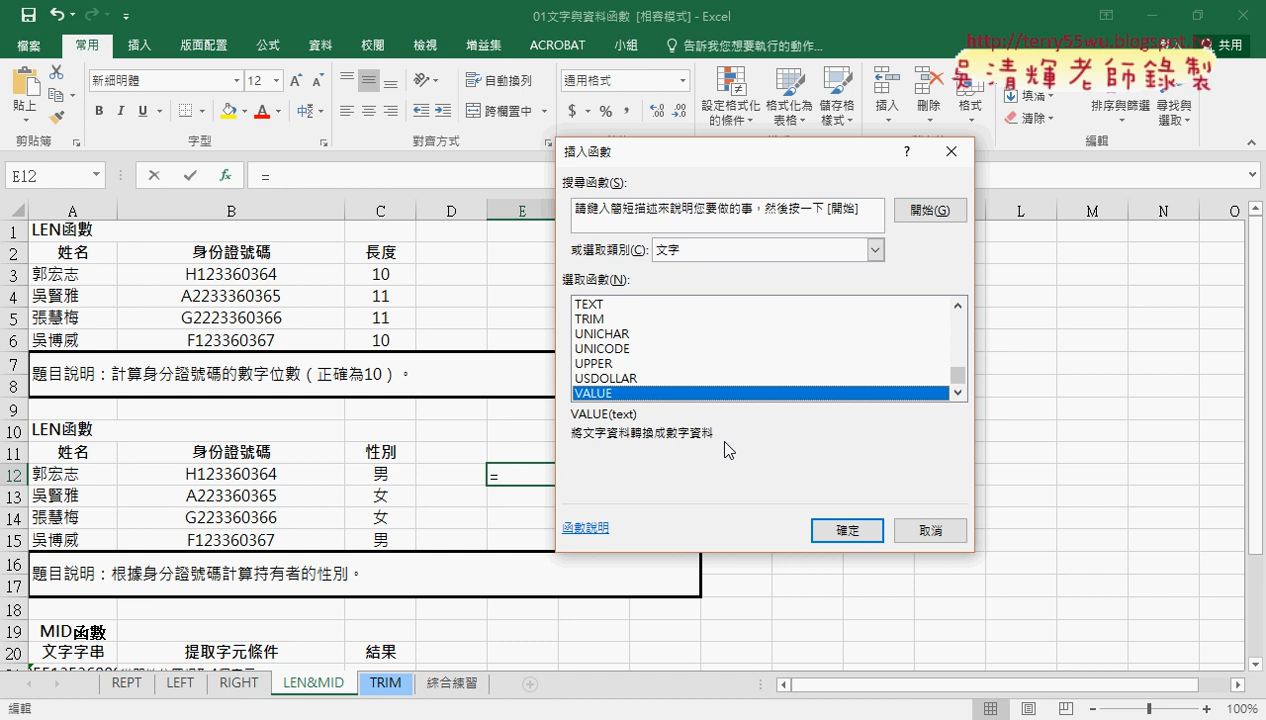 01文字與資料函數 [相容模式] - Excel
http://terry55wu.blogspot
吳清輝老師錄製
檔案 常用 插入 版面配置 公式 資料 校閱 檢視 增益集 ACROBAT 小組 告訴我您想要執行的動作... 共用
貼上 新細明體 12 自動換列 通用格式 設定格式化的條件 格式化為表格 儲存格樣式 插入 刪除 格式 填滿 排序與篩選 尋找與選取
B I U 跨欄置中 $ % , 清除
剪貼簿 字型 對齊方式 編輯
E12 fx =
插入函數 ?
搜尋函數(S):
請鍵入簡短描述來說明您要做的事,然後按一下 [開始]
開始(G)
或選取類別(C): 文字
選取函數(N):
TEXT
TRIM
UNICHAR
UNICODE
UPPER
USDOLLAR
VALUE
VALUE(text)
將文字資料轉換成數字資料
函數說明 確定 取消
A B C D E L M N O
1 LEN函數
2 姓名 身份證號碼 長度
3 郭宏志 H123360364 10
4 吳賢雅 A2233360365 11
5 張慧梅 G2223360366 11
6 吳博威 F123360367 10
7 題目說明:計算身分證號碼的數字位數(正確為10)。
8
9
10 LEN函數
11 姓名 身份證號碼 性別
12 郭宏志 H123360364 男 =
13 吳賢雅 A223360365 女
14 張慧梅 G223360366 女
15 吳博威 F123360367 男
16 題目說明:根據身分證號碼計算持有者的性別。
17
18
19 MID函數
20 文字字串 提取字元條件 結果
REPT LEFT RIGHT LEN&MID TRIM 綜合練習
編輯 100%